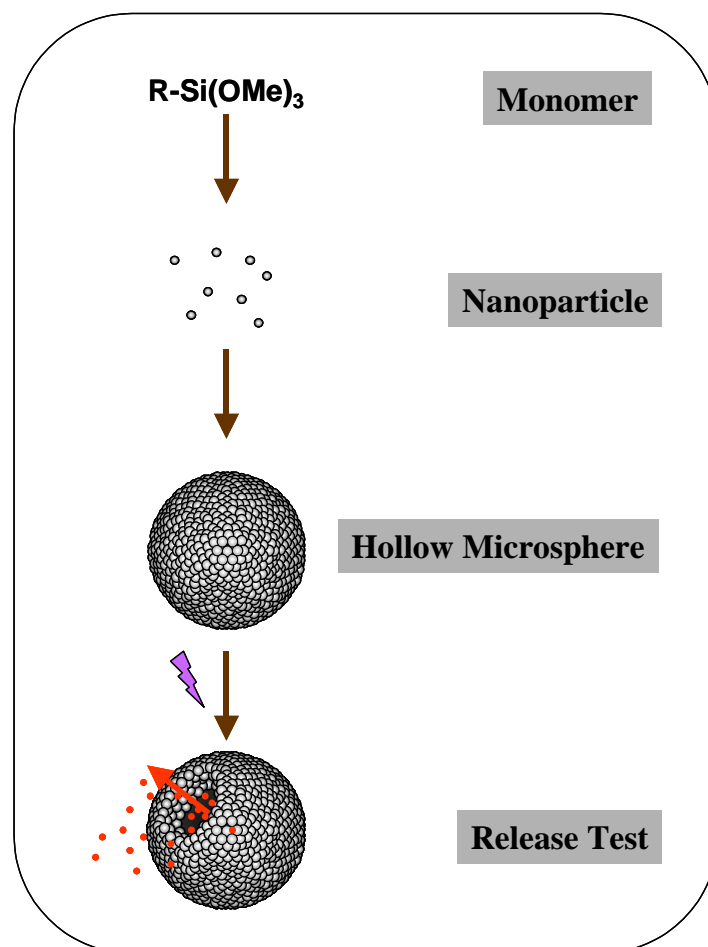 R-Si(OMe)₃
Monomer
Nanoparticle
Hollow Microsphere
Release Test